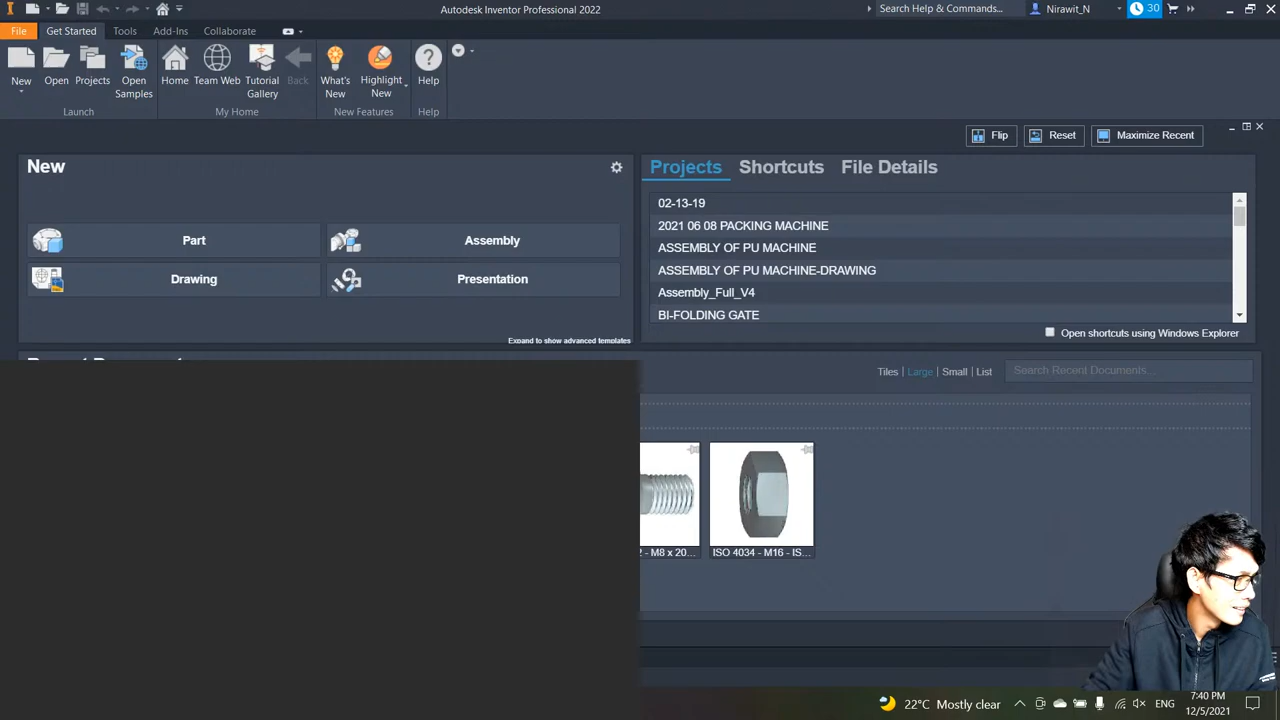 Autodesk Inventor Professional 2022
Search Help & Commands...
Nirawit_N
30
File
Get Started
Tools
Add-Ins
Collaborate
New
Open
Projects
Open Samples
Home
Team Web
Tutorial Gallery
Back
What's New
Highlight New
Help
Launch
My Home
New Features
Help
Flip
Reset
Maximize Recent
New
Projects
Shortcuts
File Details
02-13-19
2021 06 08 PACKING MACHINE
ASSEMBLY OF PU MACHINE
ASSEMBLY OF PU MACHINE-DRAWING
Assembly_Full_V4
BI-FOLDING GATE
Part
Assembly
Drawing
Presentation
Expand to show advanced templates
Open shortcuts using Windows Explorer
Tiles | Large | Small | List
Search Recent Documents...
2 - M8 x 20...
ISO 4034 - M16 - IS...
22°C Mostly clear
ENG
7:40 PM
12/5/2021